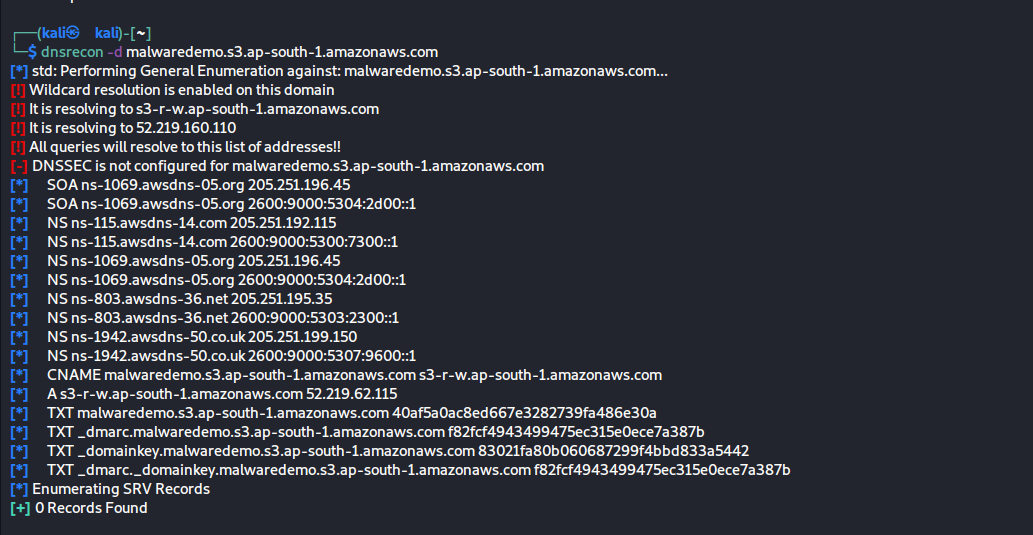 ┌──(kali㉿ kali)-[~]
└─$ dnsrecon -d malwaredemo.s3.ap-south-1.amazonaws.com
[*] std: Performing General Enumeration against: malwaredemo.s3.ap-south-1.amazonaws.com...
[!] Wildcard resolution is enabled on this domain
[!] It is resolving to s3-r-w.ap-south-1.amazonaws.com
[!] It is resolving to 52.219.160.110
[!] All queries will resolve to this list of addresses!!
[-] DNSSEC is not configured for malwaredemo.s3.ap-south-1.amazonaws.com
[*] SOA ns-1069.awsdns-05.org 205.251.196.45
[*] SOA ns-1069.awsdns-05.org 2600:9000:5304:2d00::1
[*] NS ns-115.awsdns-14.com 205.251.192.115
[*] NS ns-115.awsdns-14.com 2600:9000:5300:7300::1
[*] NS ns-1069.awsdns-05.org 205.251.196.45
[*] NS ns-1069.awsdns-05.org 2600:9000:5304:2d00::1
[*] NS ns-803.awsdns-36.net 205.251.195.35
[*] NS ns-803.awsdns-36.net 2600:9000:5303:2300::1
[*] NS ns-1942.awsdns-50.co.uk 205.251.199.150
[*] NS ns-1942.awsdns-50.co.uk 2600:9000:5307:9600::1
[*] CNAME malwaredemo.s3.ap-south-1.amazonaws.com s3-r-w.ap-south-1.amazonaws.com
[*] A s3-r-w.ap-south-1.amazonaws.com 52.219.62.115
[*] TXT malwaredemo.s3.ap-south-1.amazonaws.com 40af5a0ac8ed667e3282739fa486e30a
[*] TXT _dmarc.malwaredemo.s3.ap-south-1.amazonaws.com f82fcf4943499475ec315e0ece7a387b
[*] TXT _domainkey.malwaredemo.s3.ap-south-1.amazonaws.com 83021fa80b060687299f4bbd833a5442
[*] TXT _dmarc._domainkey.malwaredemo.s3.ap-south-1.amazonaws.com f82fcf4943499475ec315e0ece7a387b
[*] Enumerating SRV Records
[+] 0 Records Found